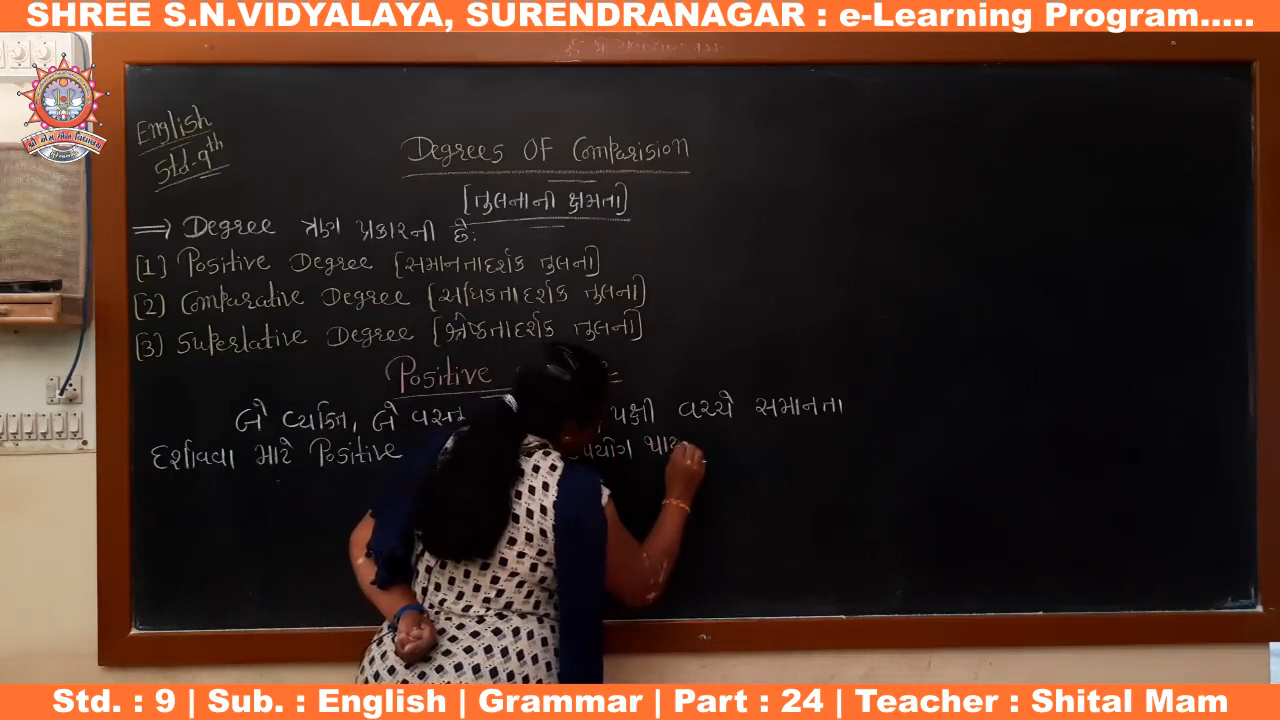 SHREE S.N.VIDYALAYA, SURENDRANAGAR : e-Learning Program.....
English
Std-9th
Degrees OF Comparision
[તુલનાની ક્ષમતા]
⇒ Degree ત્રણ પ્રકારની છે.
[1] Positive Degree [સમાનતાદર્શક તુલના]
[2] Comparative Degree [અધિકતાદર્શક તુલના]
[3] Superlative Degree [શ્રેષ્ઠતાદર્શક તુલના]
Positive
બે વ્યક્તિ, બે પક્ષી વચ્ચે સમાનતા
દર્શાવવા માટે Positive
Std. : 9 | Sub. : English | Grammar | Part : 24 | Teacher : Shital Mam